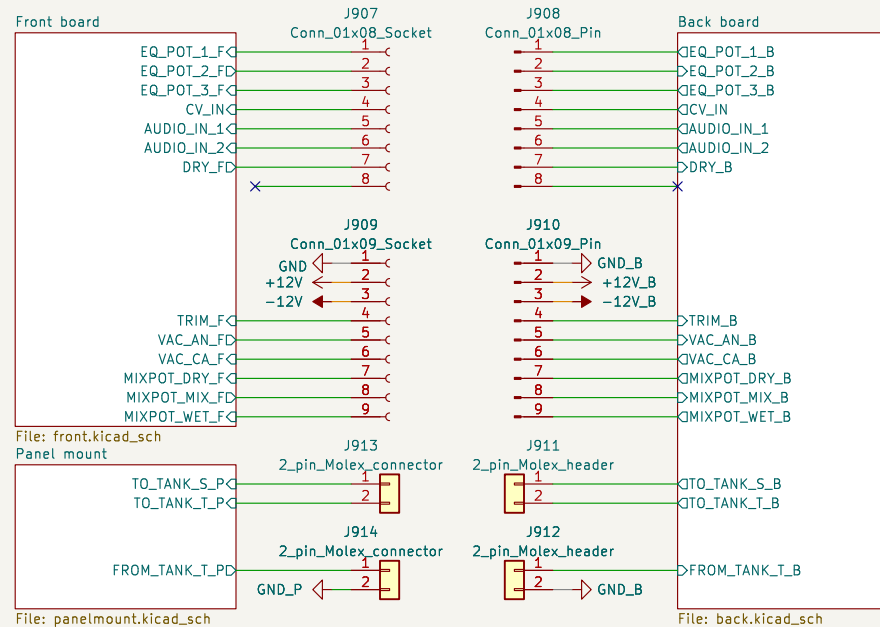 Front board
J907
J908
Back board
Conn_01x08_Socket
Conn_01x08_Pin
EQ_POT_1_F 1 1 EQ_POT_1_B
EQ_POT_2_F 2 2 EQ_POT_2_B
EQ_POT_3_F 3 3 EQ_POT_3_B
CV_IN 4 4 CV_IN
AUDIO_IN_1 5 5 AUDIO_IN_1
AUDIO_IN_2 6 6 AUDIO_IN_2
DRY_F 7 7 DRY_B
8 8
J909
J910
Conn_01x09_Socket
Conn_01x09_Pin
GND 1 1 GND_B
+12V 2 2 +12V_B
-12V 3 3 -12V_B
TRIM_F 4 4 TRIM_B
VAC_AN_F 5 5 VAC_AN_B
VAC_CA_F 6 6 VAC_CA_B
MIXPOT_DRY_F 7 7 MIXPOT_DRY_B
MIXPOT_MIX_F 8 8 MIXPOT_MIX_B
MIXPOT_WET_F 9 9 MIXPOT_WET_B
File: front.kicad_sch
Panel mount
J913
J911
2_pin_Molex_connector
2_pin_Molex_header
TO_TANK_S_P 1 1 TO_TANK_S_B
TO_TANK_T_P 2 2 TO_TANK_T_B
J914
J912
2_pin_Molex_connector
2_pin_Molex_header
FROM_TANK_T_P 1 1 FROM_TANK_T_B
GND_P 2 2 GND_B
File: panelmount.kicad_sch
File: back.kicad_sch